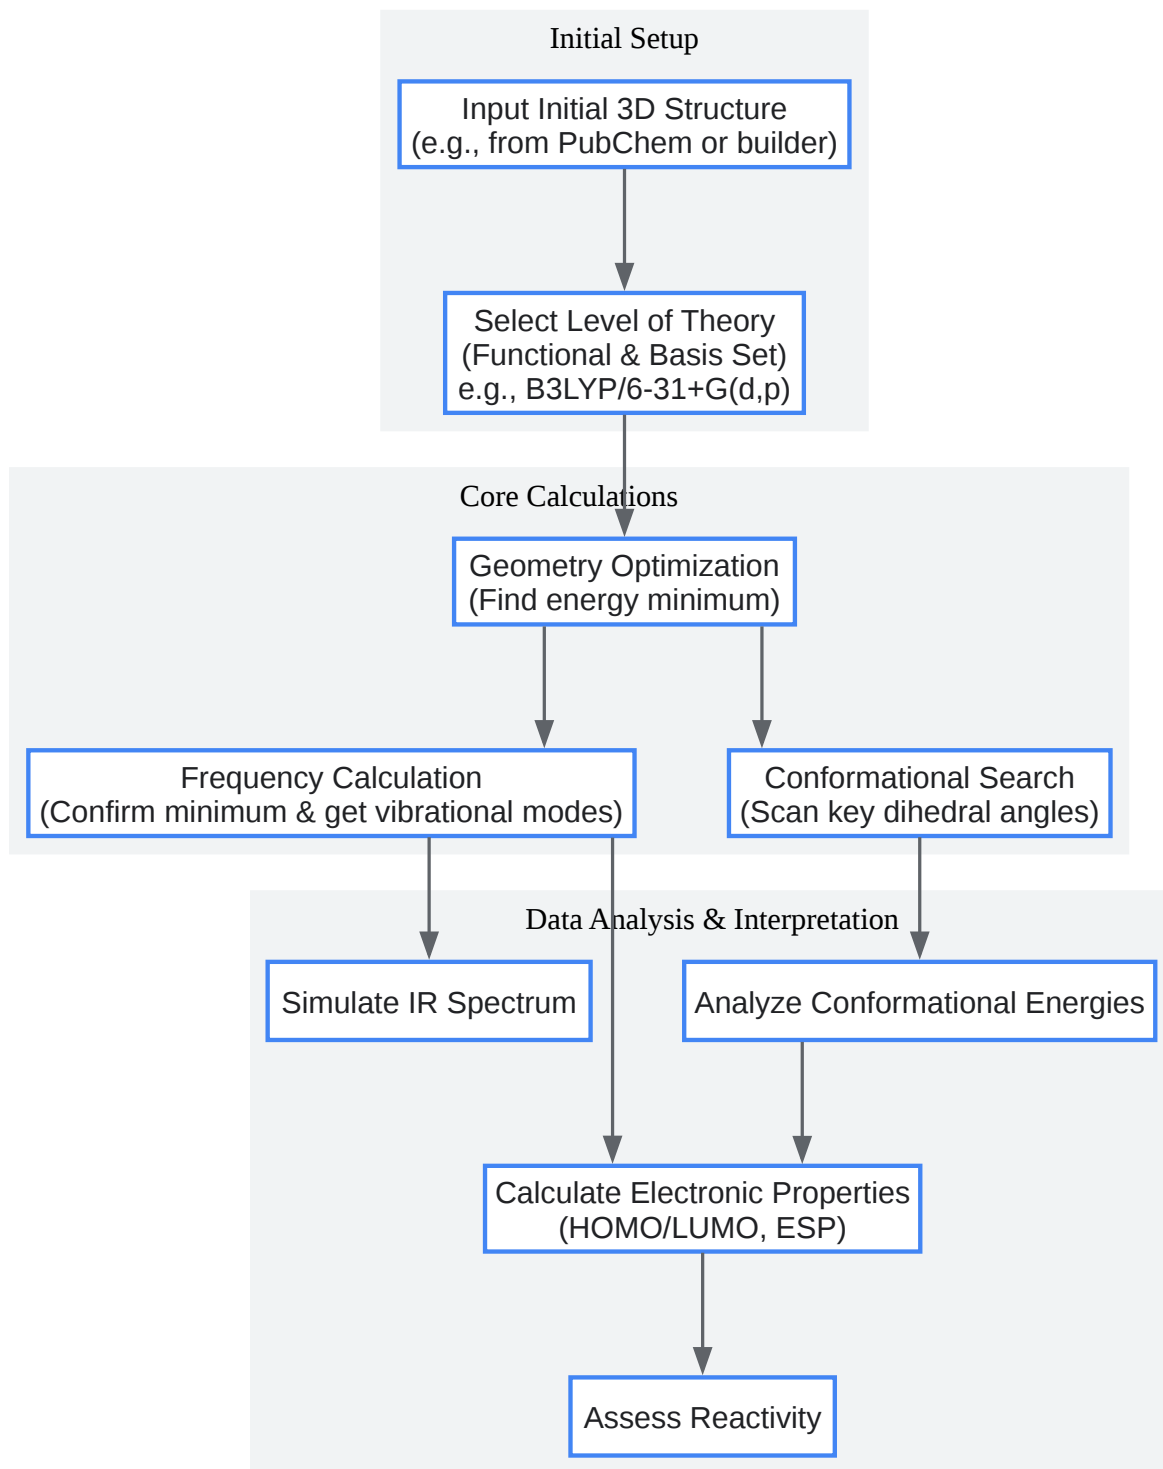 Initial Setup
Input Initial 3D Structure
(e.g., from PubChem or builder)
Select Level of Theory
(Functional & Basis Set)
e.g., B3LYP/6-31+G(d,p)
Core Calculations
Geometry Optimization
(Find energy minimum)
Frequency Calculation
(Confirm minimum & get vibrational modes)
Conformational Search
(Scan key dihedral angles)
Data Analysis & Interpretation
Simulate IR Spectrum
Analyze Conformational Energies
Calculate Electronic Properties
(HOMO/LUMO, ESP)
Assess Reactivity